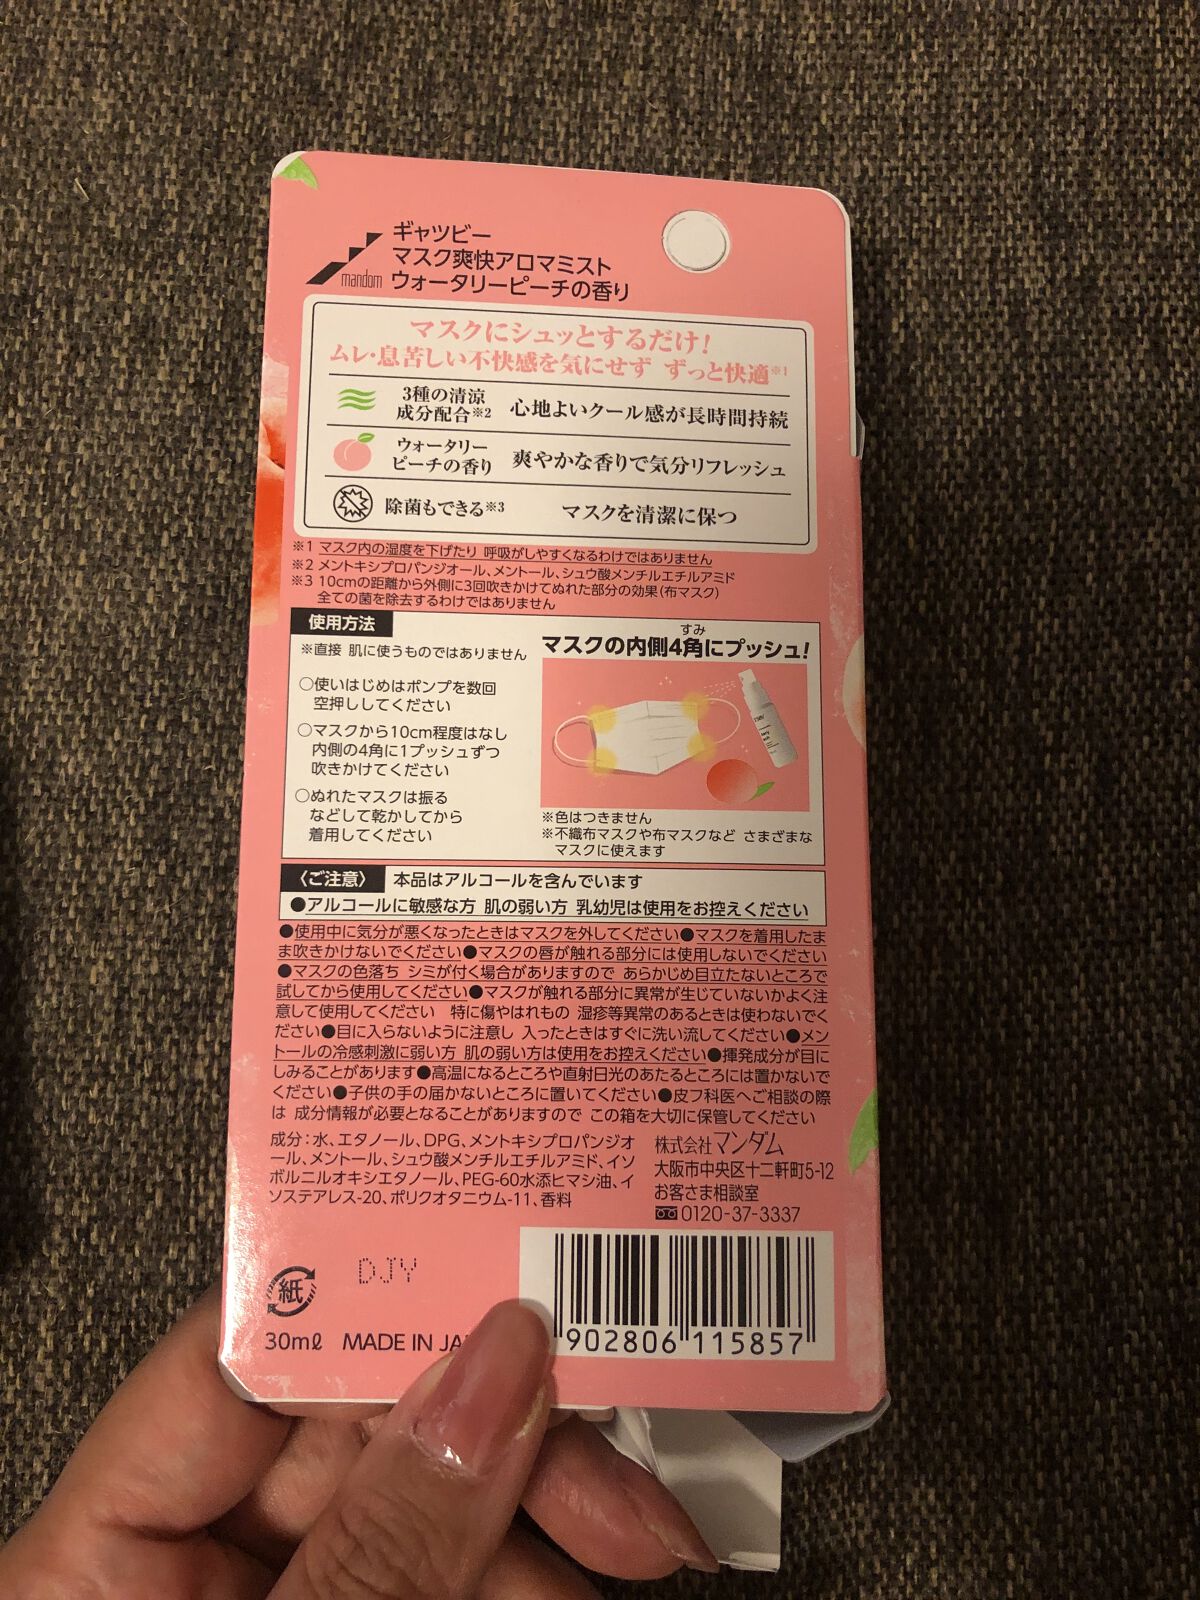 mandom
ギャツビー
マスク爽快アロマミスト
ウォータリーピーチの香り
マスクにシュッとするだけ!
ムレ・息苦しい不快感を気にせず ずっと快適※1
3種の清涼
成分配合※2
心地よいクール感が長時間持続
ウォータリー
ピーチの香り
爽やかな香りで気分リフレッシュ
除菌もできる※3
マスクを清潔に保つ
※1 マスク内の湿度を下げたり 呼吸がしやすくなるわけではありません
※2 メントキシプロパンジオール、メントール、シュウ酸メンチルエチルアミド
※3 10cmの距離から外側に3回吹きかけてぬれた部分の効果(布マスク)
全ての菌を除去するわけではありません
使用方法
※直接 肌に使うものではありません
○使いはじめはポンプを数回
空押ししてください
○マスクから10cm程度はなし
内側の4角に1プッシュずつ
吹きかけてください
○ぬれたマスクは振る
などして乾かしてから
着用してください
すみ
マスクの内側4角にプッシュ!
※色はつきません
※不織布マスクや布マスクなど さまざまな
マスクに使えます
〈ご注意〉 本品はアルコールを含んでいます
●アルコールに敏感な方 肌の弱い方 乳幼児は使用をお控えください
●使用中に気分が悪くなったときはマスクを外してください●マスクを着用したま
ま吹きかけないでください●マスクの唇が触れる部分には使用しないでください
●マスクの色落ち シミが付く場合がありますので あらかじめ目立たないところで
試してから使用してください●マスクが触れる部分に異常が生じていないかよく注
意して使用してください 特に傷やはれもの 湿疹等異常のあるときは使わないでく
ださい●目に入らないように注意し 入ったときはすぐに洗い流してください●メン
トールの冷感刺激に弱い方 肌の弱い方は使用をお控えください●揮発成分が目に
しみることがあります●高温になるところや直射日光のあたるところには置かないで
ください●子供の手の届かないところに置いてください●皮フ科医へご相談の際
は 成分情報が必要となることがありますので この箱を大切に保管してください
成分:水、エタノール、DPG、メントキシプロパンジオ
ール、メントール、シュウ酸メンチルエチルアミド、イソ
ボルニルオキシエタノール、PEG-60水添ヒマシ油、イ
ソステアレス-20、ポリクオタニウム-11、香料
株式会社マンダム
大阪市中央区十二軒町5-12
お客さま相談室
0120-37-3337
紙
DJY
30mℓ MADE IN
902806 115857